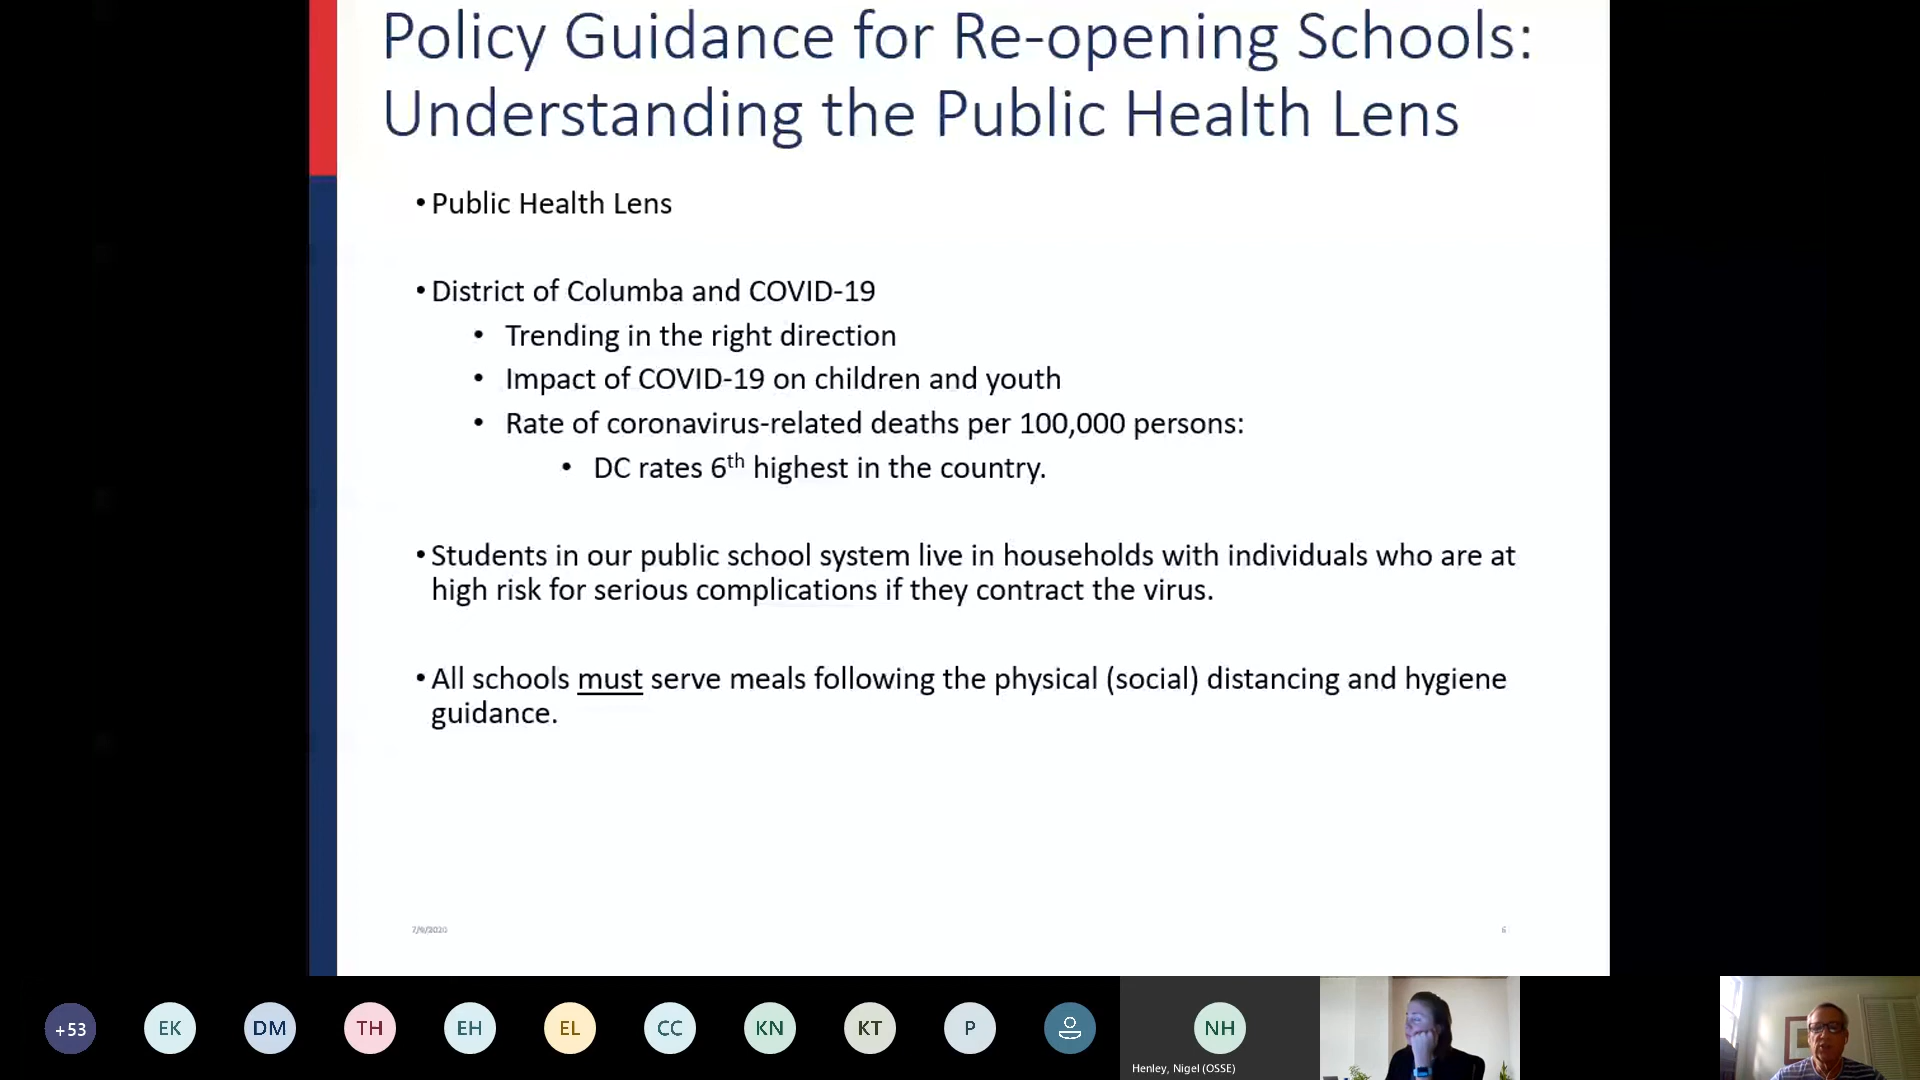 Policy Guidance for Re-opening Schools:
Understanding the Public Health Lens
• Public Health Lens
• District of Columba and COVID-19
• Trending in the right direction
• Impact of COVID-19 on children and youth
• Rate of coronavirus-related deaths per 100,000 persons:
• DC rates 6th highest in the country.
• Students in our public school system live in households with individuals who are at
high risk for serious complications if they contract the virus.
• All schools must serve meals following the physical (social) distancing and hygiene
guidance.
6
+53
EK
DM
TH
EH
EL
CC
KN
KT
P
NH
Henley, Nigel (OSSE)